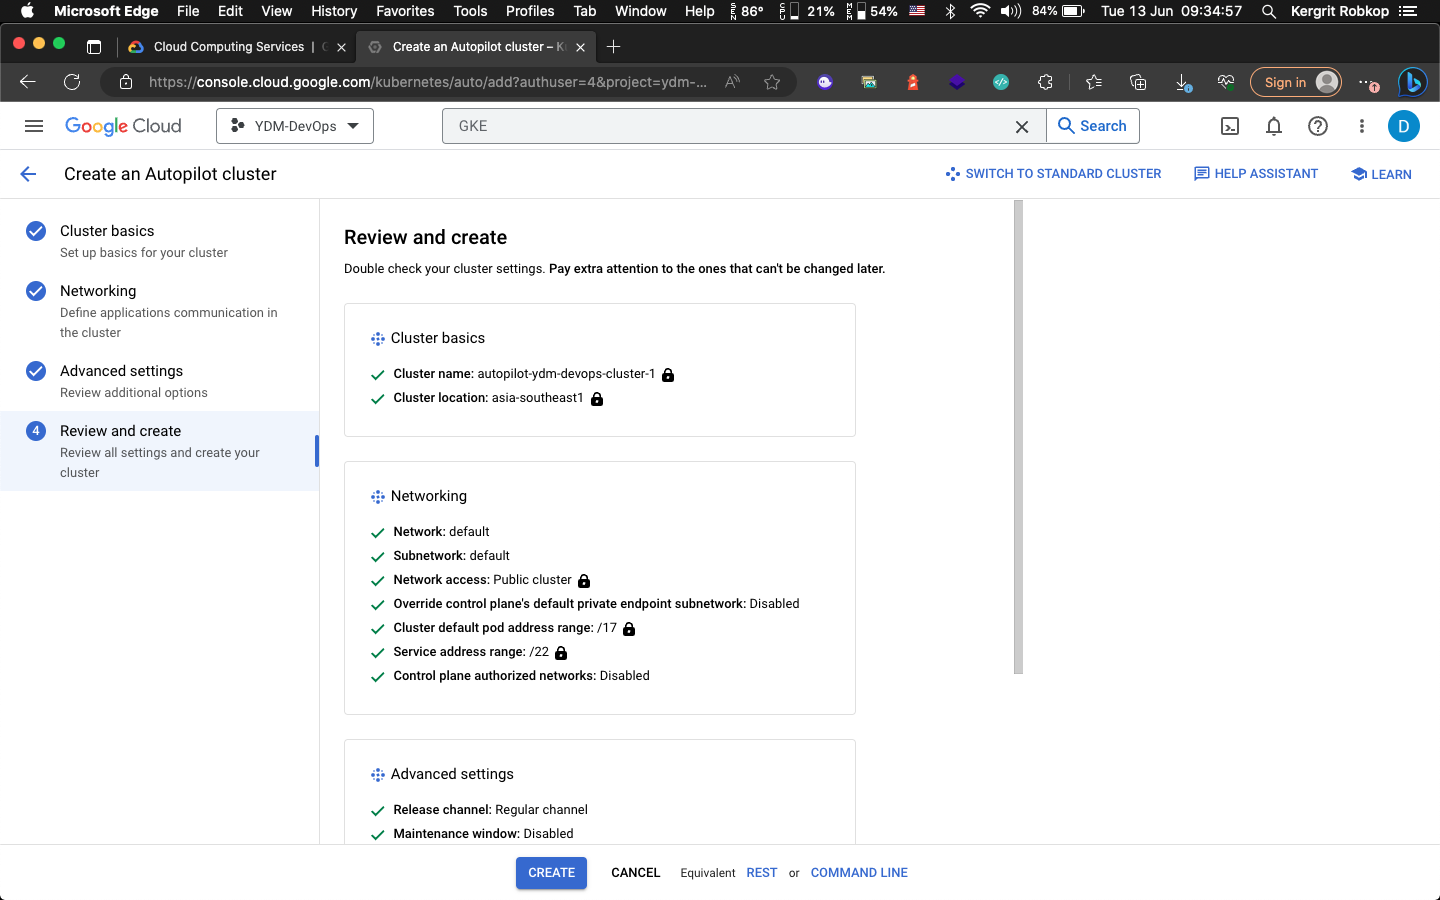 Microsoft Edge File Edit View History Favorites Tools Profiles Tab Window Help SEN 86° CPU 21% MEM 54% 84% Tue 13 Jun 09:34:57 Kergrit Robkop
Cloud Computing Services | G
Create an Autopilot cluster – K
https://console.cloud.google.com/kubernetes/auto/add?authuser=4&project=ydm-...
Sign in
Google Cloud
YDM-DevOps
GKE
Search
D
Create an Autopilot cluster
SWITCH TO STANDARD CLUSTER
HELP ASSISTANT
LEARN
Cluster basics
Set up basics for your cluster
Networking
Define applications communication in
the cluster
Advanced settings
Review additional options
4
Review and create
Review all settings and create your
cluster
Review and create
Double check your cluster settings. Pay extra attention to the ones that can't be changed later.
Cluster basics
Cluster name: autopilot-ydm-devops-cluster-1
Cluster location: asia-southeast1
Networking
Network: default
Subnetwork: default
Network access: Public cluster
Override control plane's default private endpoint subnetwork: Disabled
Cluster default pod address range: /17
Service address range: /22
Control plane authorized networks: Disabled
Advanced settings
Release channel: Regular channel
Maintenance window: Disabled
CREATE
CANCEL
Equivalent REST or COMMAND LINE